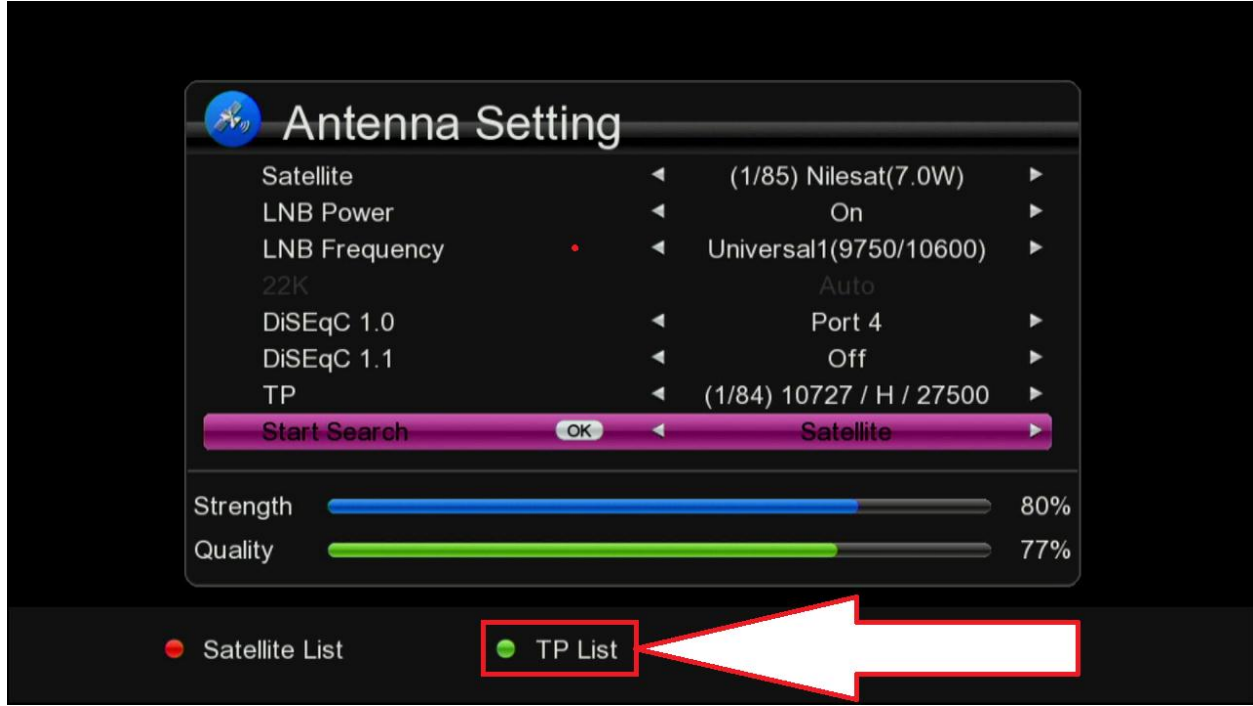 Antenna Setting
Satellite (1/85) Nilesat(7.0W)
LNB Power On
LNB Frequency Universal1(9750/10600)
22K Auto
DiSEqC 1.0 Port 4
DiSEqC 1.1 Off
TP (1/84) 10727 / H / 27500
Start Search OK Satellite
Strength 80%
Quality 77%
Satellite List TP List